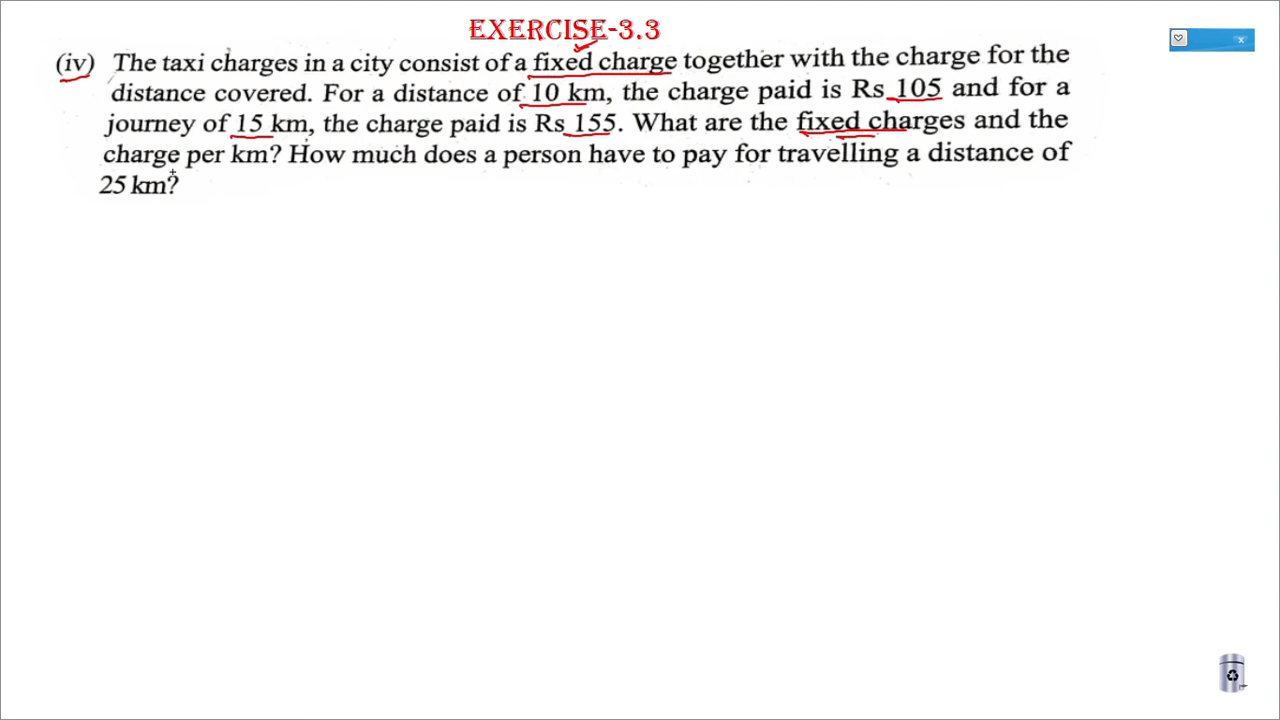 EXERCISE-3.3
(iv) The taxi charges in a city consist of a fixed charge together with the charge for the
distance covered. For a distance of 10 km, the charge paid is Rs 105 and for a
journey of 15 km, the charge paid is Rs 155. What are the fixed charges and the
charge per km? How much does a person have to pay for travelling a distance of
25 km?